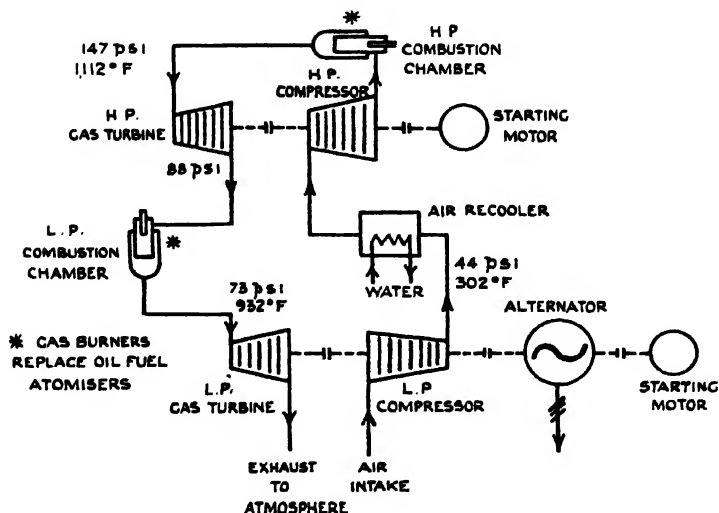 *
147 psi
1,112° F
H P
COMBUSTION
CHAMBER
H P.
COMPRESSOR
H P.
GAS TURBINE
STARTING
MOTOR
88 psi
L. P.
COMBUSTION
CHAMBER
*
AIR RECOOLER
WATER
44 psi
302° F
73 psi
932° F
ALTERNATOR
* GAS BURNERS
REPLACE OIL FUEL
ATOMISERS
L.P.
GAS TURBINE
L.P
COMPRESSOR
STARTING
MOTOR
EXHAUST
TO
ATMOSPHERE
AIR
INTAKE